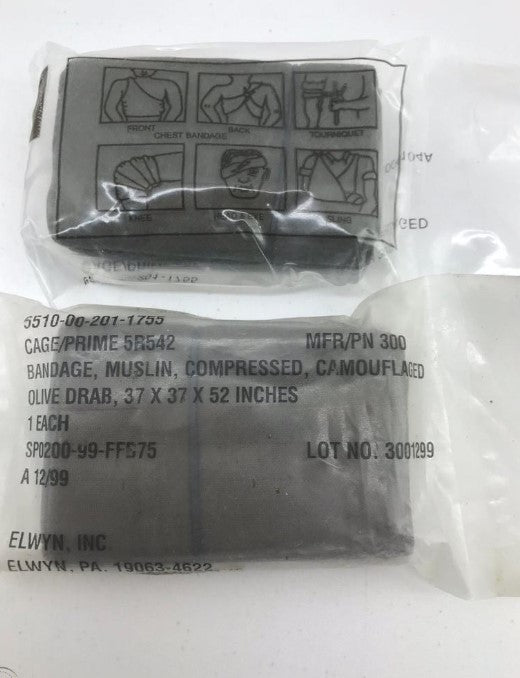 FRONT BACK TOURNIQUET
CHEST BANDAGE
KNEE EYE SLING
5510-00-201-1755
CAGE/PRIME 5B542 MFR/PN 300
BANDAGE, MUSLIN, COMPRESSED, CAMOUFLAGED
OLIVE DRAB, 37 X 37 X 52 INCHES
1 EACH
SP0200-99-FFB75 LOT NO. 3001299
A 12/99
ELWYN, INC
ELWYN, PA. 19063-4622